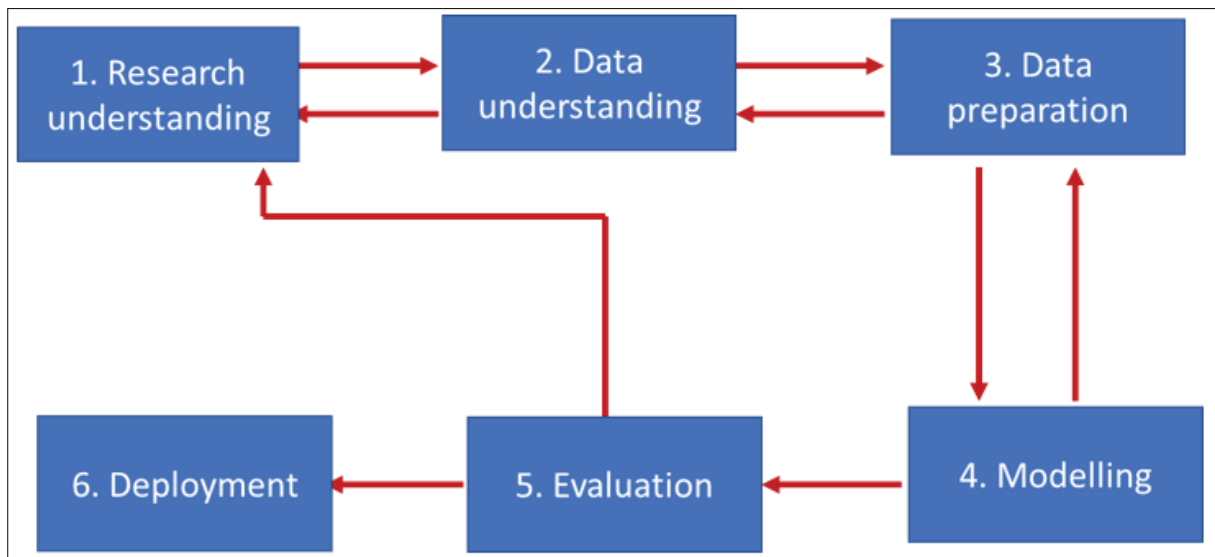 1. Research
understanding
2. Data
understanding
3. Data
preparation
6. Deployment
5. Evaluation
4. Modelling